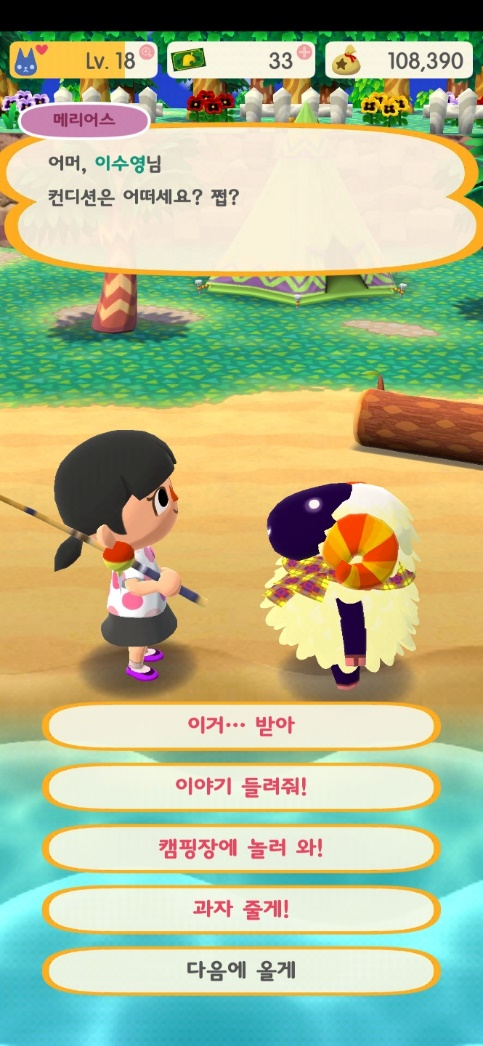 Lv. 18
33
108,390
메리어스
어머, 이수영님
컨디션은 어떠세요? 쩝?
이거… 받아
이야기 들려줘!
캠핑장에 놀러 와!
과자 줄게!
다음에 올게